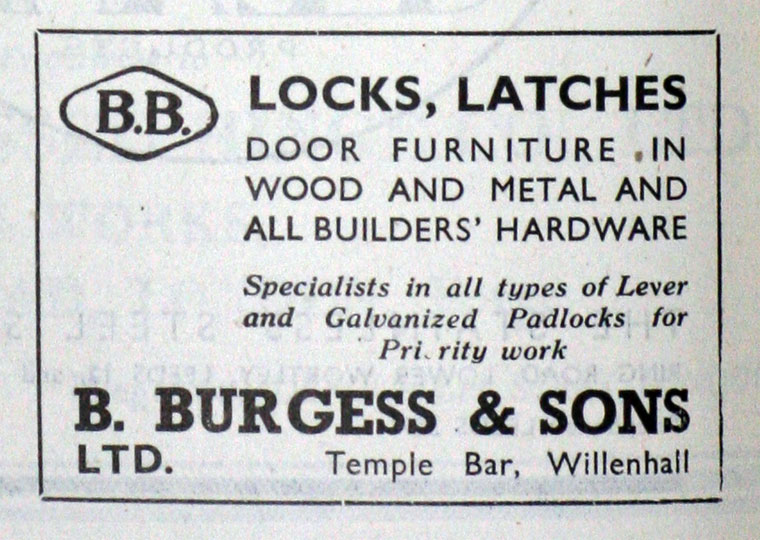 B.B.
LOCKS, LATCHES
DOOR FURNITURE IN
WOOD AND METAL AND
ALL BUILDERS' HARDWARE
Specialists in all types of Lever
and Galvanized Padlocks for
Pri rity work
B. BURGESS & SONS
LTD. Temple Bar, Willenhall